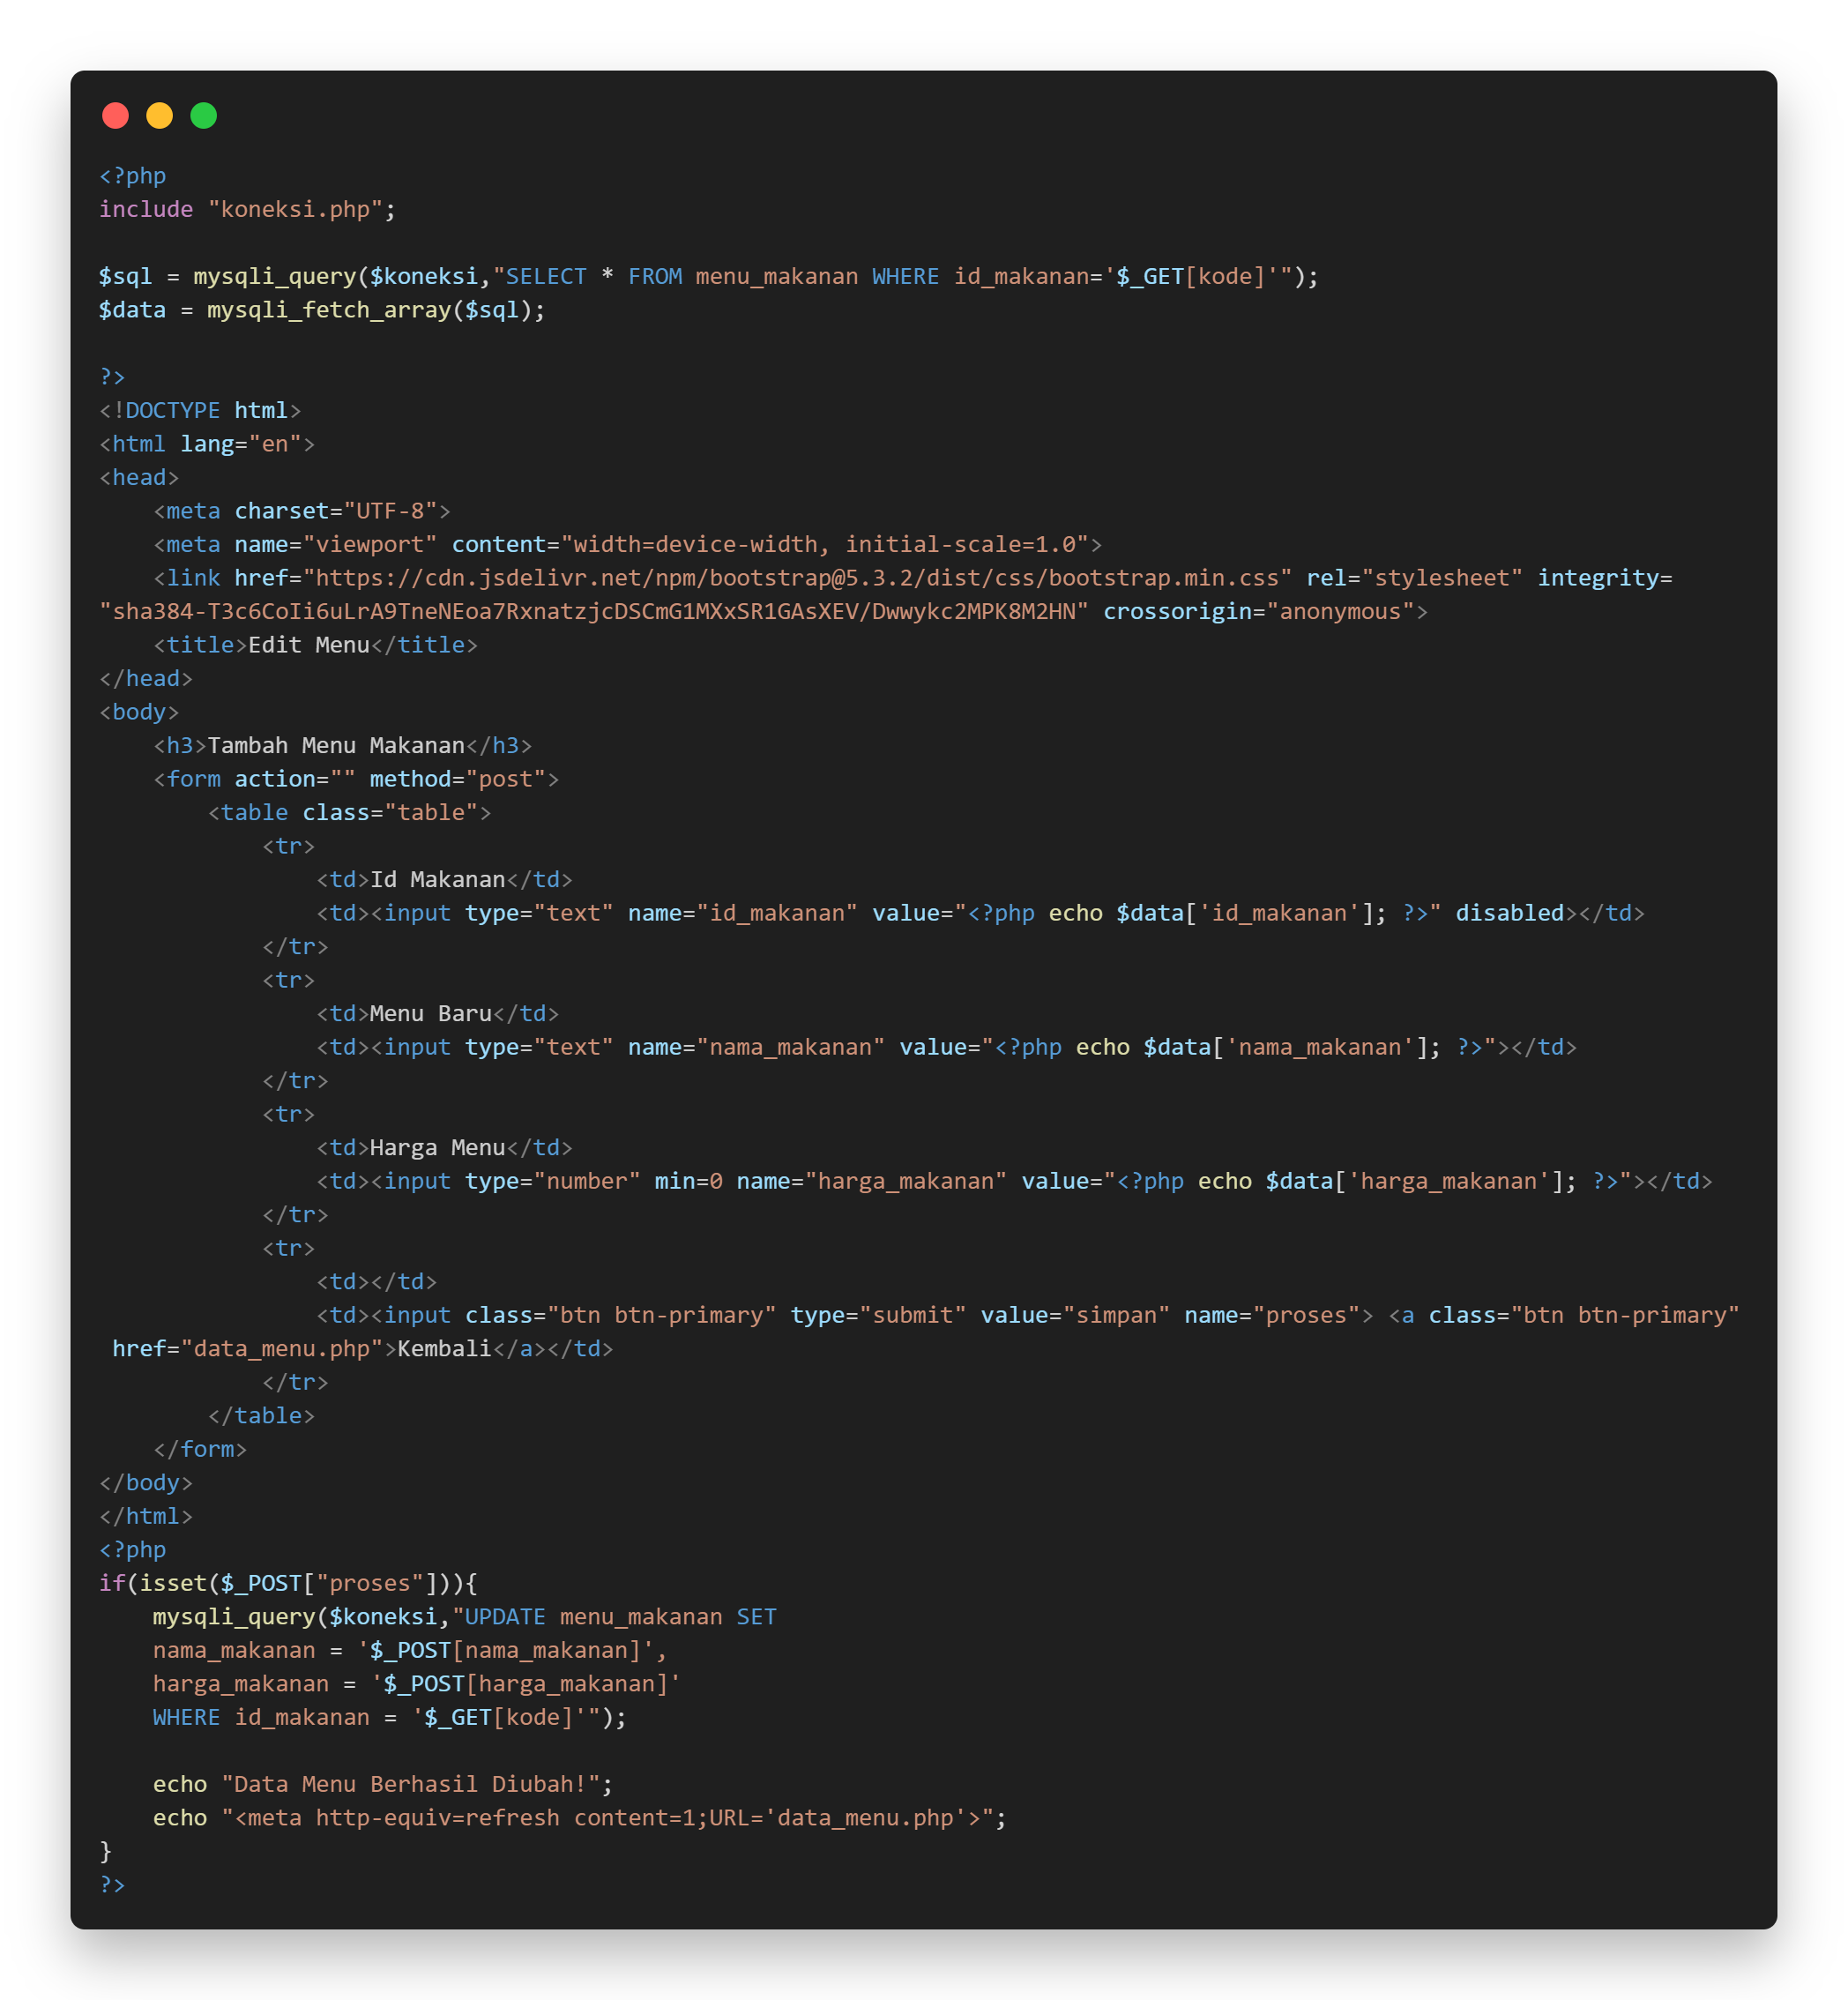 <?php
include "koneksi.php";

$sql = mysqli_query($koneksi,"SELECT * FROM menu_makanan WHERE id_makanan='$_GET[kode]'");
$data = mysqli_fetch_array($sql);

?>
<!DOCTYPE html>
<html lang="en">
<head>
    <meta charset="UTF-8">
    <meta name="viewport" content="width=device-width, initial-scale=1.0">
    <link href="https://cdn.jsdelivr.net/npm/bootstrap@5.3.2/dist/css/bootstrap.min.css" rel="stylesheet" integrity=
"sha384-T3c6CoIi6uLrA9TneNEoa7RxnatzjcDSCmG1MXxSR1GAsXEV/Dwwykc2MPK8M2HN" crossorigin="anonymous">
    <title>Edit Menu</title>
</head>
<body>
    <h3>Tambah Menu Makanan</h3>
    <form action="" method="post">
        <table class="table">
            <tr>
                <td>Id Makanan</td>
                <td><input type="text" name="id_makanan" value="<?php echo $data['id_makanan']; ?>" disabled></td>
            </tr>
            <tr>
                <td>Menu Baru</td>
                <td><input type="text" name="nama_makanan" value="<?php echo $data['nama_makanan']; ?>"></td>
            </tr>
            <tr>
                <td>Harga Menu</td>
                <td><input type="number" min=0 name="harga_makanan" value="<?php echo $data['harga_makanan']; ?>"></td>
            </tr>
            <tr>
                <td></td>
                <td><input class="btn btn-primary" type="submit" value="simpan" name="proses"> <a class="btn btn-primary"
 href="data_menu.php">Kembali</a></td>
            </tr>
        </table>
    </form>
</body>
</html>
<?php
if(isset($_POST["proses"])){
    mysqli_query($koneksi,"UPDATE menu_makanan SET
    nama_makanan = '$_POST[nama_makanan]',
    harga_makanan = '$_POST[harga_makanan]'
    WHERE id_makanan = '$_GET[kode]'");

    echo "Data Menu Berhasil Diubah!";
    echo "<meta http-equiv=refresh content=1;URL='data_menu.php'>";
}
?>